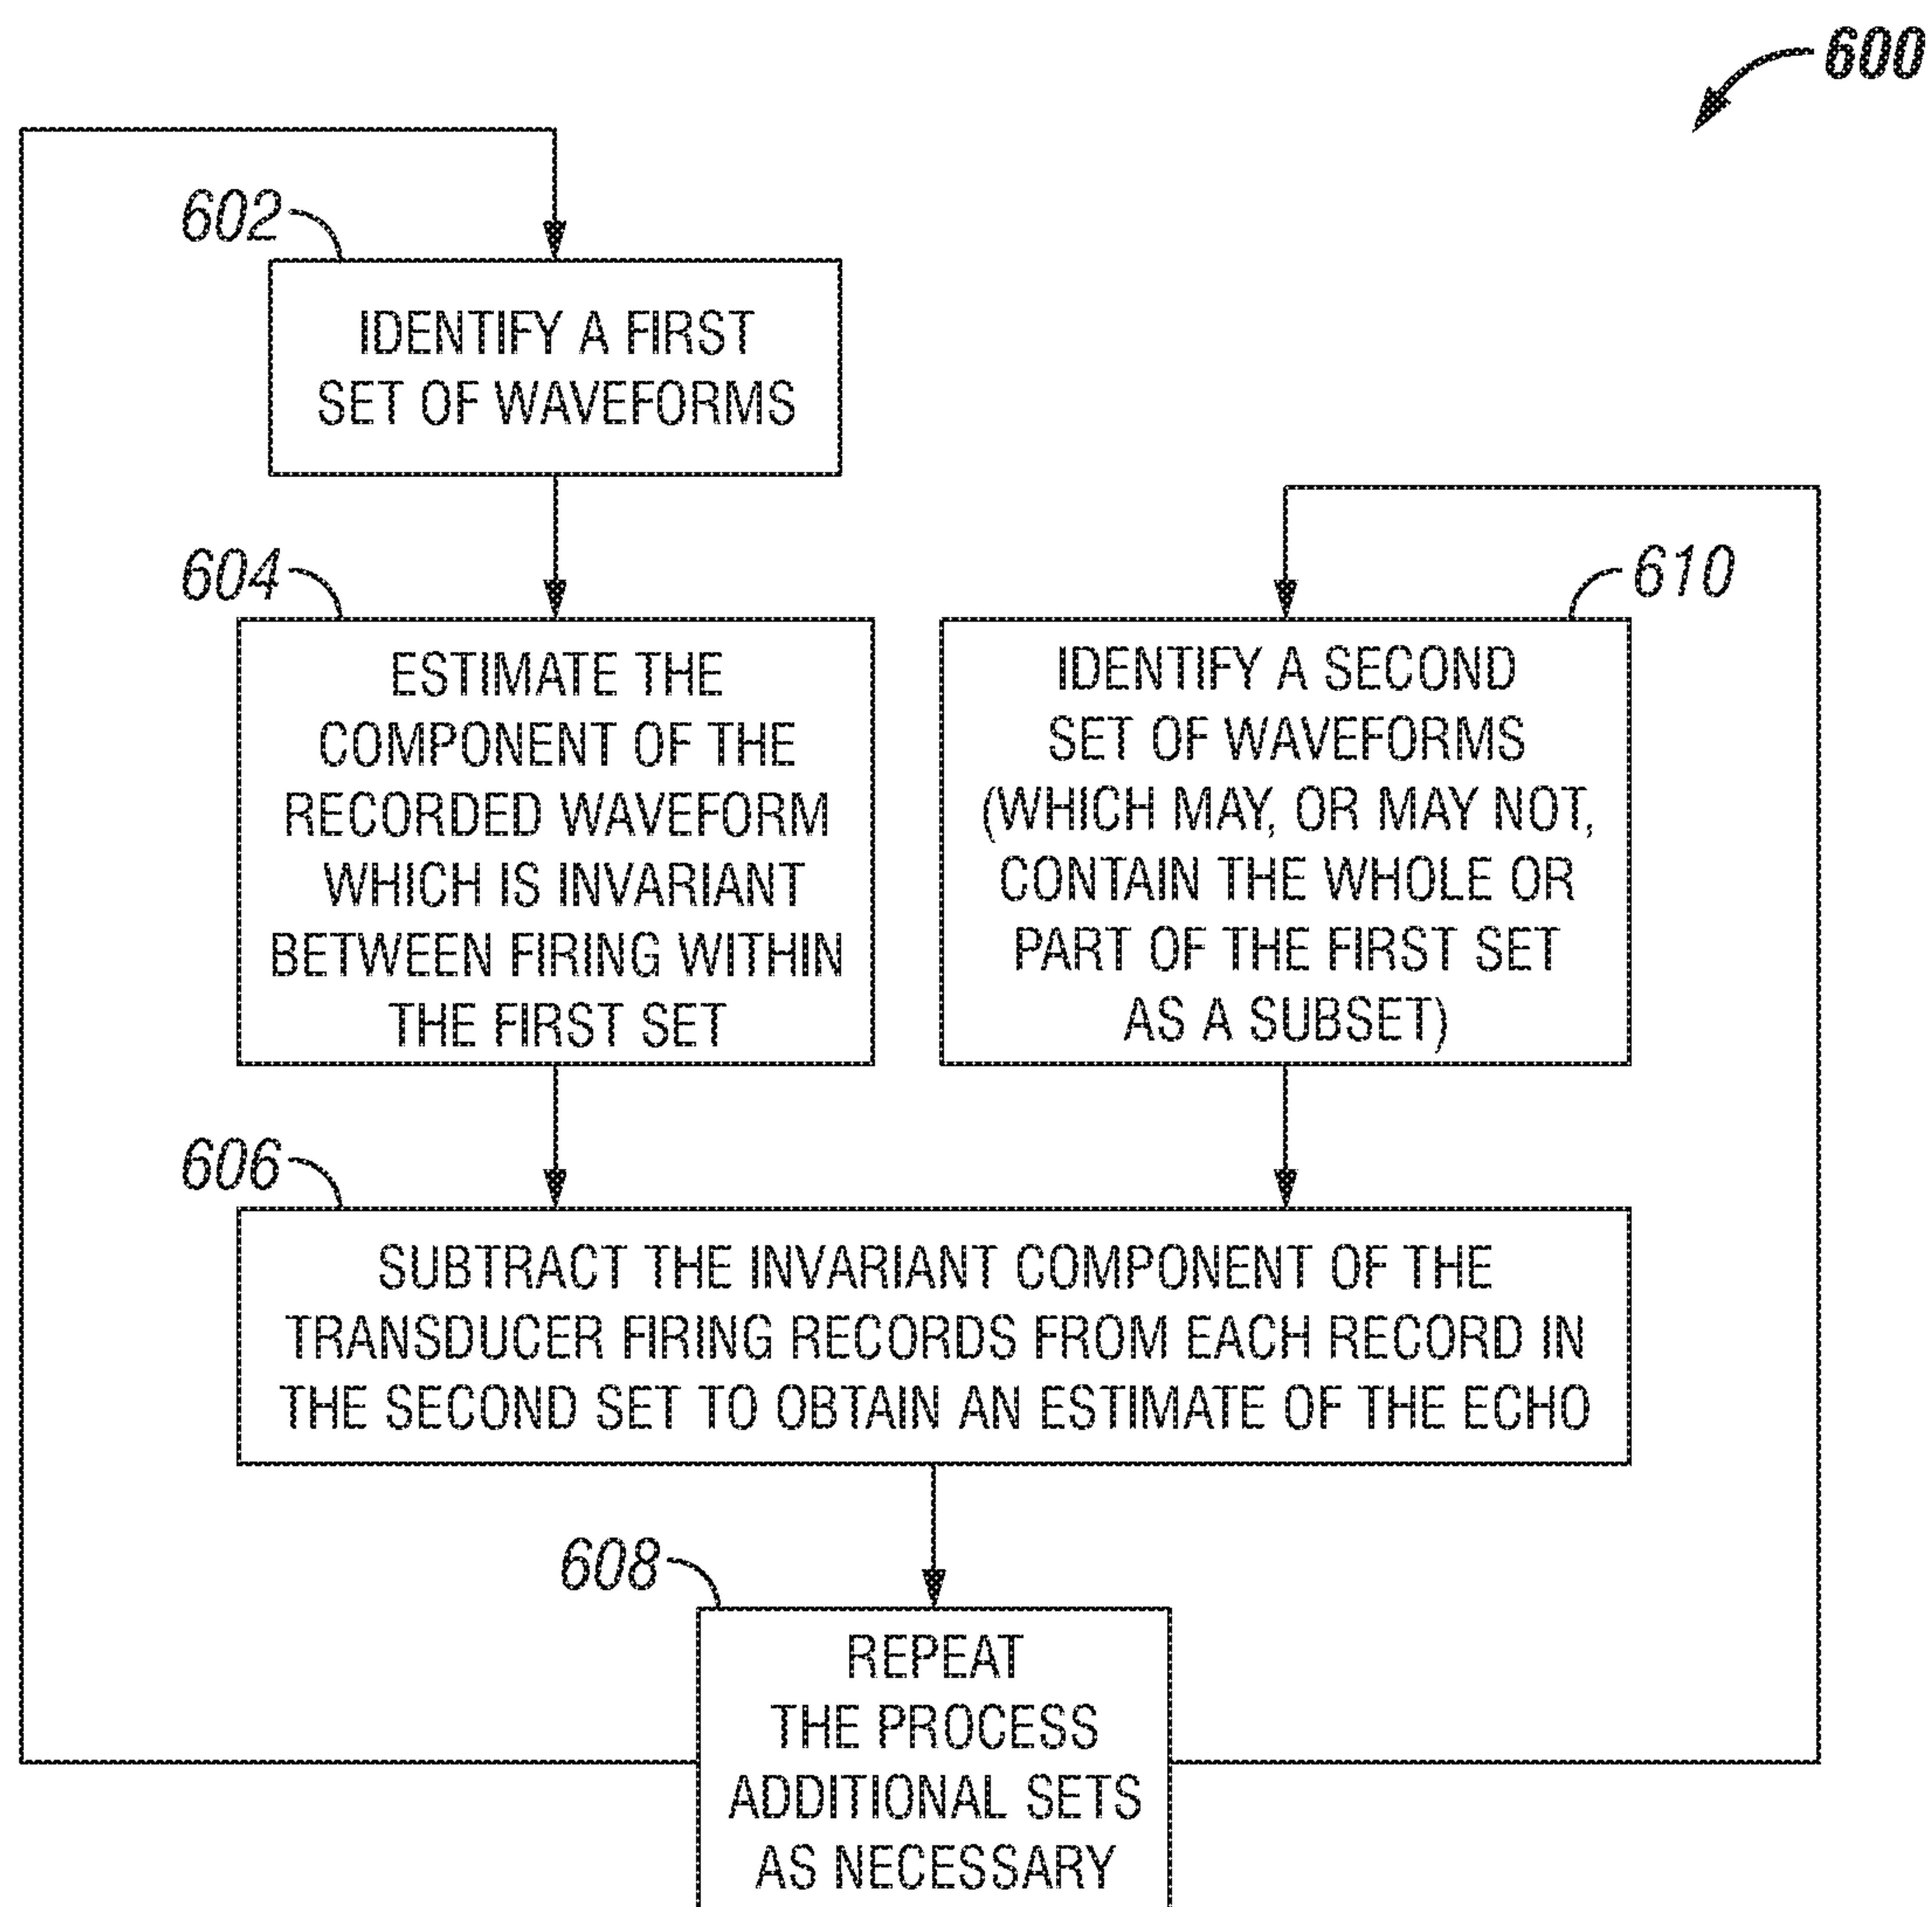 600
602
IDENTIFY A FIRST
SET OF WAVEFORMS
604
ESTIMATE THE
COMPONENT OF THE
RECORDED WAVEFORM
WHICH IS INVARIANT
BETWEEN FIRING WITHIN
THE FIRST SET
610
IDENTIFY A SECOND
SET OF WAVEFORMS
(WHICH MAY, OR MAY NOT,
CONTAIN THE WHOLE OR
PART OF THE FIRST SET
AS A SUBSET)
606
SUBTRACT THE INVARIANT COMPONENT OF THE
TRANSDUCER FIRING RECORDS FROM EACH RECORD IN
THE SECOND SET TO OBTAIN AN ESTIMATE OF THE ECHO
608
REPEAT
THE PROCESS
ADDITIONAL SETS
AS NECESSARY